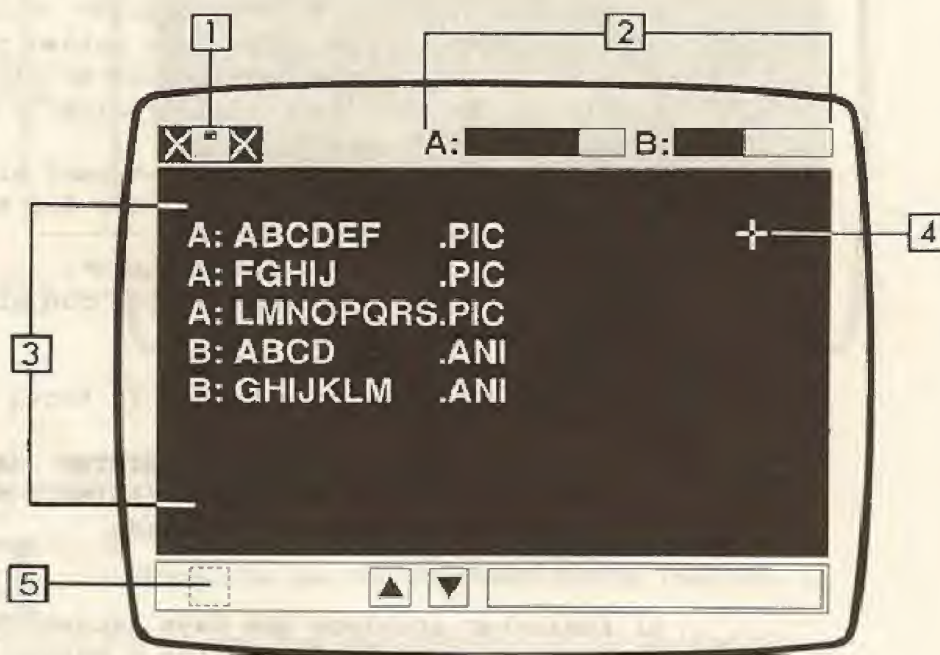 1
2
A: B:
A: ABCDEF .PIC
4
A: FGHIJ .PIC
A: LMNOPQRS.PIC
3
B: ABCD .ANI
B: GHIJKLM .ANI
5